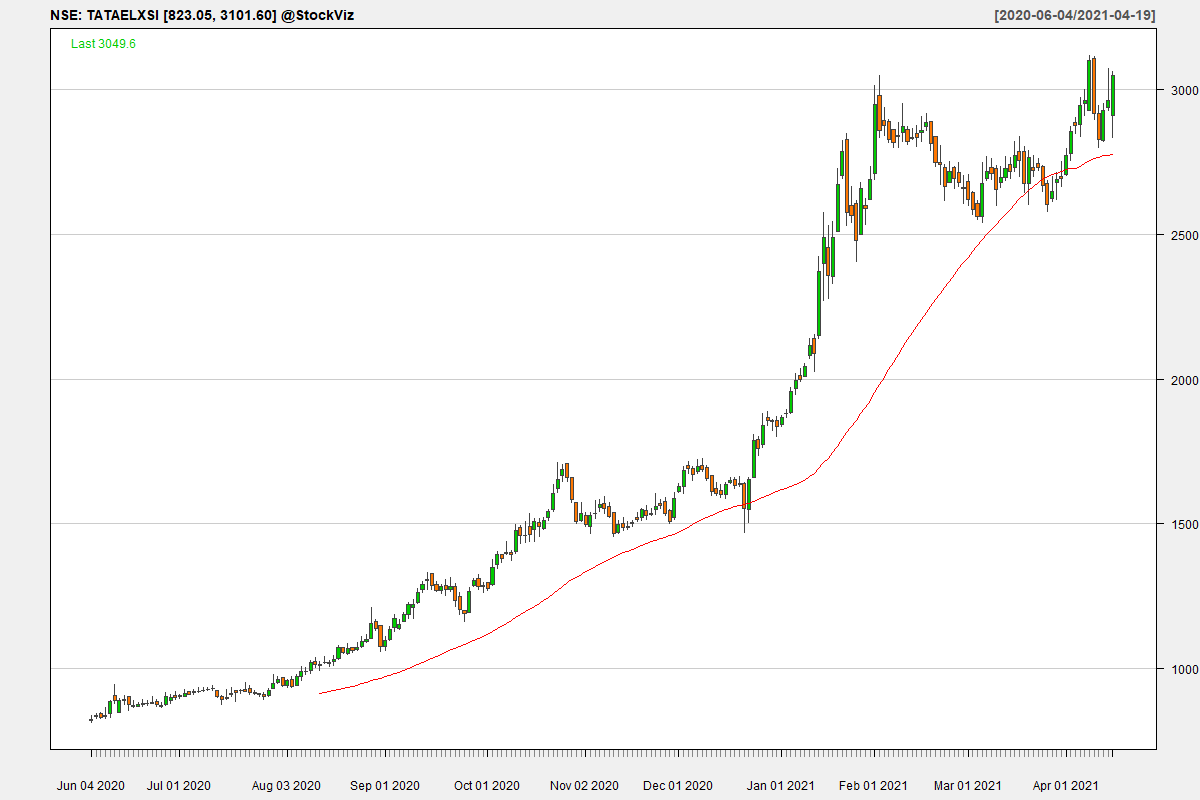 NSE: TATAELXSI [823.05, 3101.60] @StockViz [2020-06-04/2021-04-19]
Last 3049.6
3000
2500
2000
1500
1000
Jun 04 2020 Jul 01 2020 Aug 03 2020 Sep 01 2020 Oct 01 2020 Nov 02 2020 Dec 01 2020 Jan 01 2021 Feb 01 2021 Mar 01 2021 Apr 01 2021